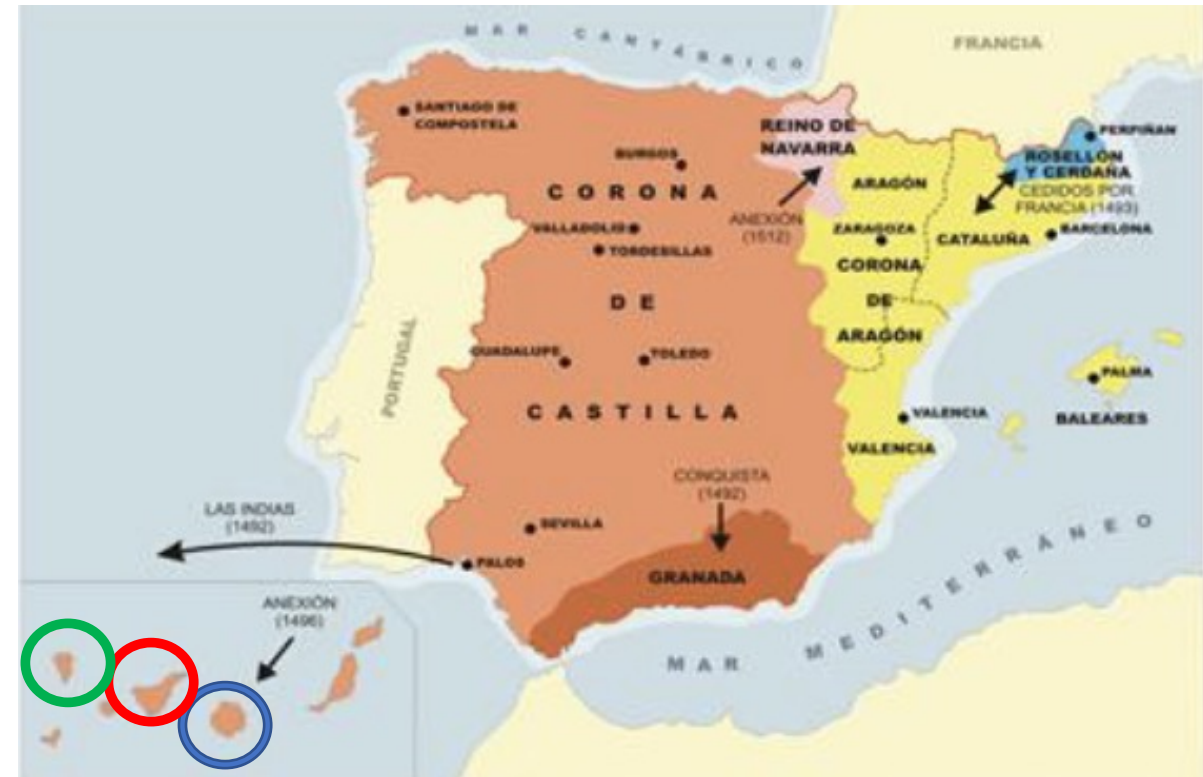 MAR CANTÁBRICO
FRANCIA
SANTIAGO DE
COMPOSTELA
BURGOS
REINO DE
NAVARRA
PERPIÑAN
ROSELLÓN
Y CERDAÑA
CEDIDOS POR
FRANCIA (1493)
ARAGÓN
CORONA
ANEXIÓN
(1512)
VALLADOLID
TORDESILLAS
ZARAGOZA
CATALUÑA
BARCELONA
CORONA
DE
ARAGÓN
DE
PORTUGAL
GUADALUPE
TOLEDO
PALMA
BALEARES
CASTILLA
VALENCIA
VALENCIA
CONQUISTA
(1492)
LAS INDIAS
(1492)
SEVILLA
PALOS
GRANADA
MAR MEDITERRÁNEO
ANEXIÓN
(1496)